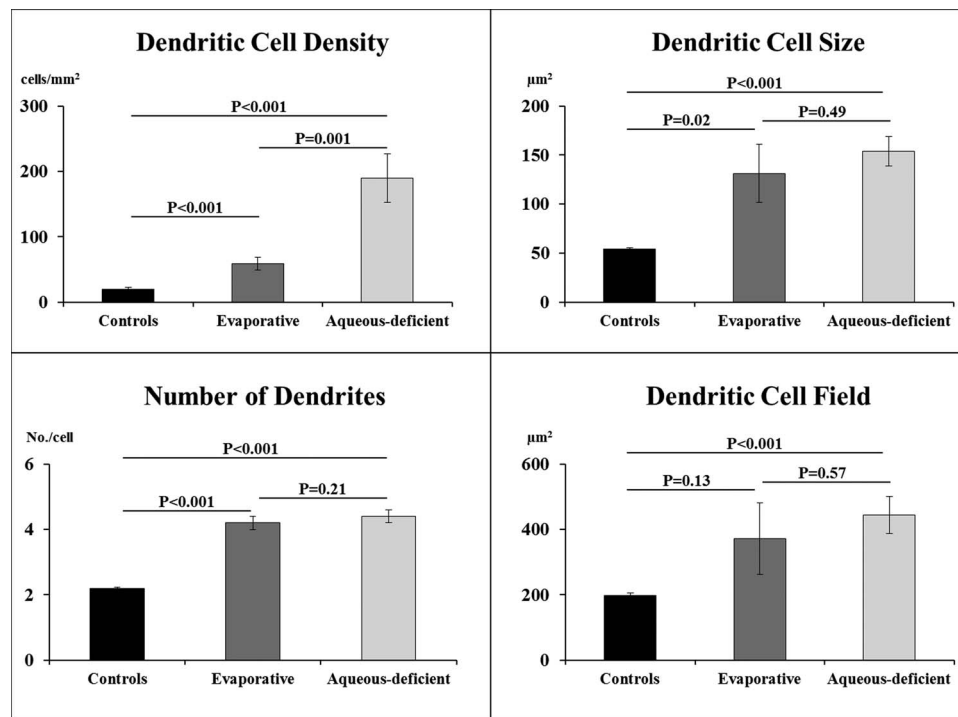 Dendritic Cell Density
cells/mm²
300
200
100
0
P<0.001
P=0.001
P<0.001
Controls Evaporative Aqueous-deficient
Dendritic Cell Size
µm²
200
150
100
50
0
P<0.001
P=0.02 P=0.49
Controls Evaporative Aqueous-deficient
Number of Dendrites
No./cell
6
4
2
0
P<0.001
P<0.001 P=0.21
Controls Evaporative Aqueous-deficient
Dendritic Cell Field
µm²
600
400
200
0
P<0.001
P=0.13 P=0.57
Controls Evaporative Aqueous-deficient